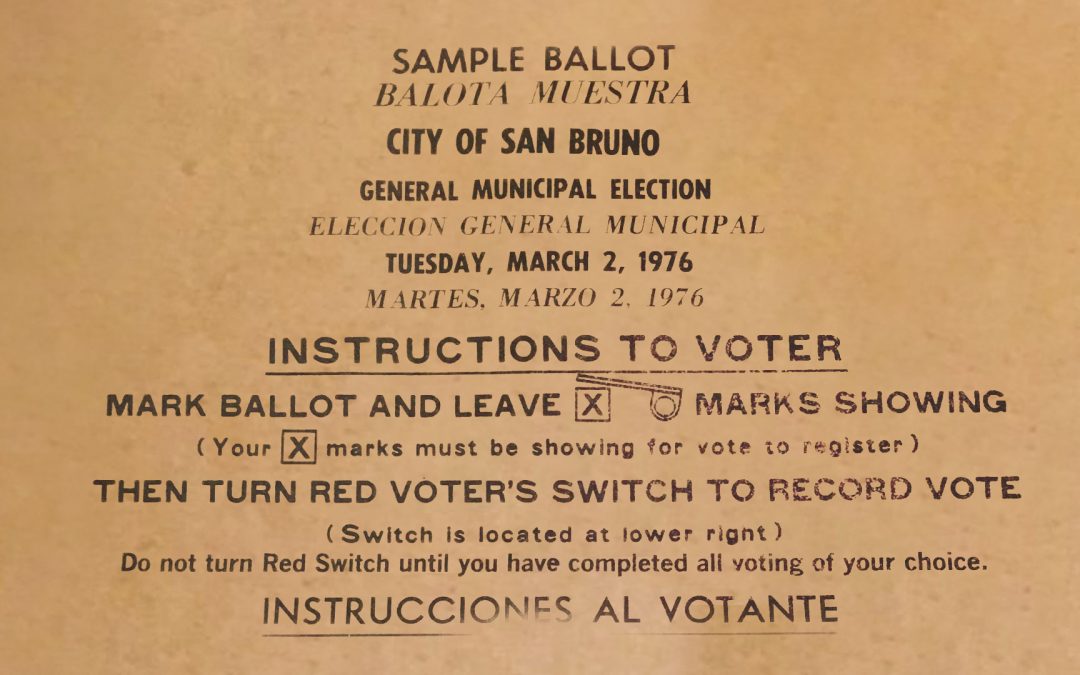 SAMPLE BALLOT
BALOTA MUESTRA
CITY OF SAN BRUNO
GENERAL MUNICIPAL ELECTION
ELECCION GENERAL MUNICIPAL
TUESDAY, MARCH 2, 1976
MARTES, MARZO 2, 1976
INSTRUCTIONS TO VOTER
MARK BALLOT AND LEAVE X MARKS SHOWING
(Your X marks must be showing for vote to register)
THEN TURN RED VOTER'S SWITCH TO RECORD VOTE
(Switch is located at lower right)
Do not turn Red Switch until you have completed all voting of your choice.
INSTRUCCIONES AL VOTANTE